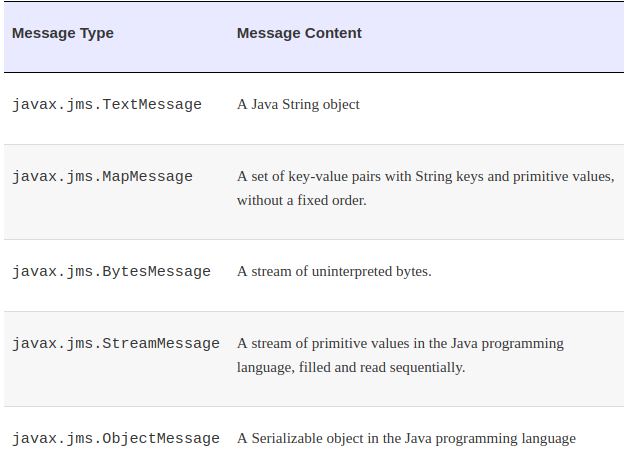 Message Type Message Content
javax.jms.TextMessage A Java String object
javax.jms.MapMessage A set of key-value pairs with String keys and primitive values,
without a fixed order.
javax.jms.BytesMessage A stream of uninterpreted bytes.
javax.jms.StreamMessage A stream of primitive values in the Java programming
language, filled and read sequentially.
javax.jms.ObjectMessage A Serializable object in the Java programming language